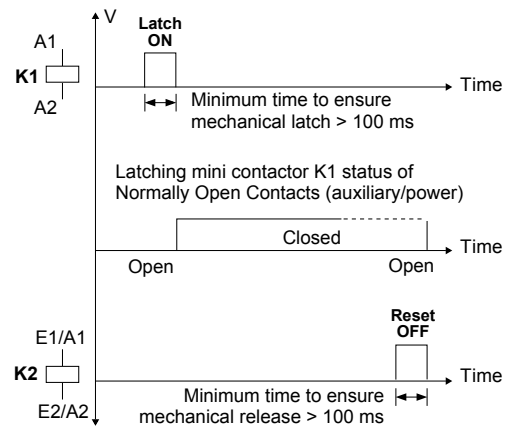 V
Latch
ON
A1
K1
A2
Time
Minimum time to ensure
mechanical latch > 100 ms
Latching mini contactor K1 status of
Normally Open Contacts (auxiliary/power)
Closed
Time
Open
Open
Reset
OFF
E1/A1
K2
E2/A2
Time
Minimum time to ensure
mechanical release > 100 ms